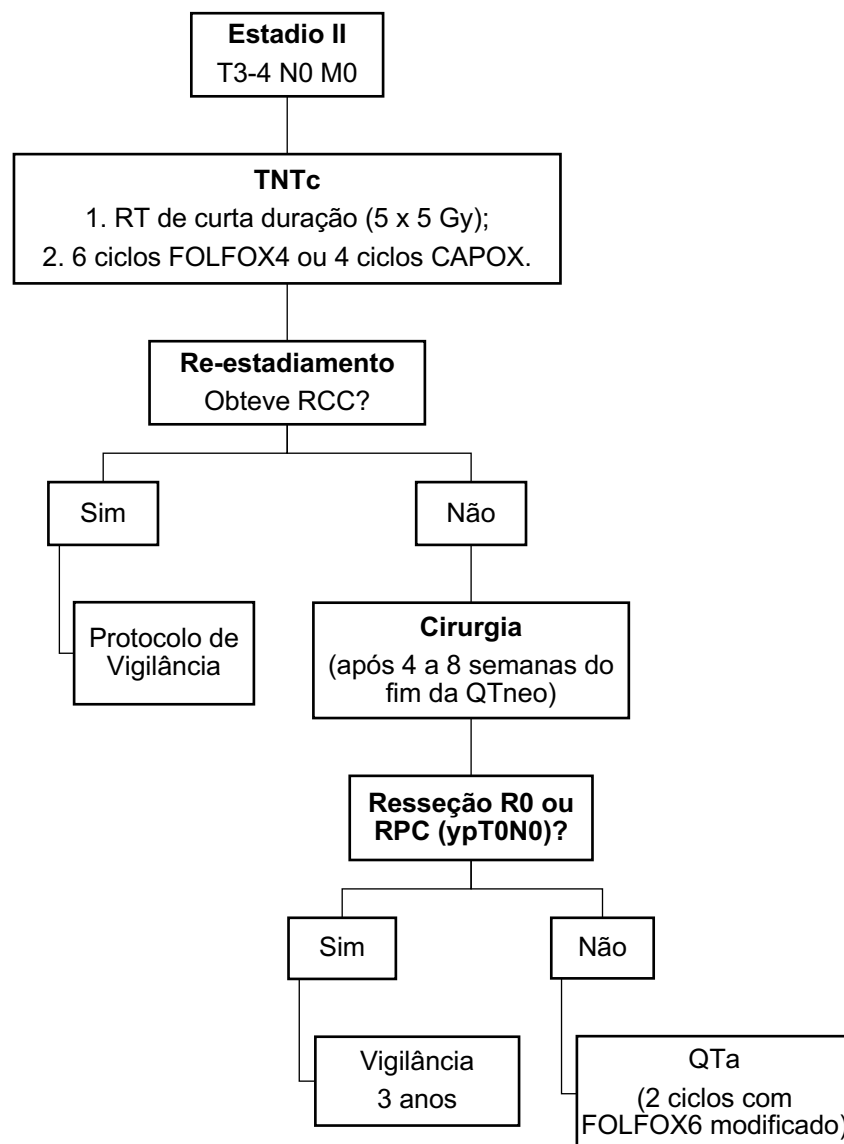 Estadio II
T3-4 N0 M0
TNTc
1. RT de curta duração (5 x 5 Gy);
2. 6 ciclos FOLFOX4 ou 4 ciclos CAPOX.
Re-estadiamento
Obteve RCC?
Sim
Não
Protocolo de
Vigilância
Cirurgia
(após 4 a 8 semanas do
fim da QTneo)
Resseção R0 ou
RPC (ypT0N0)?
Sim
Não
Vigilância
3 anos
QTa
(2 ciclos com
FOLFOX6 modificado)